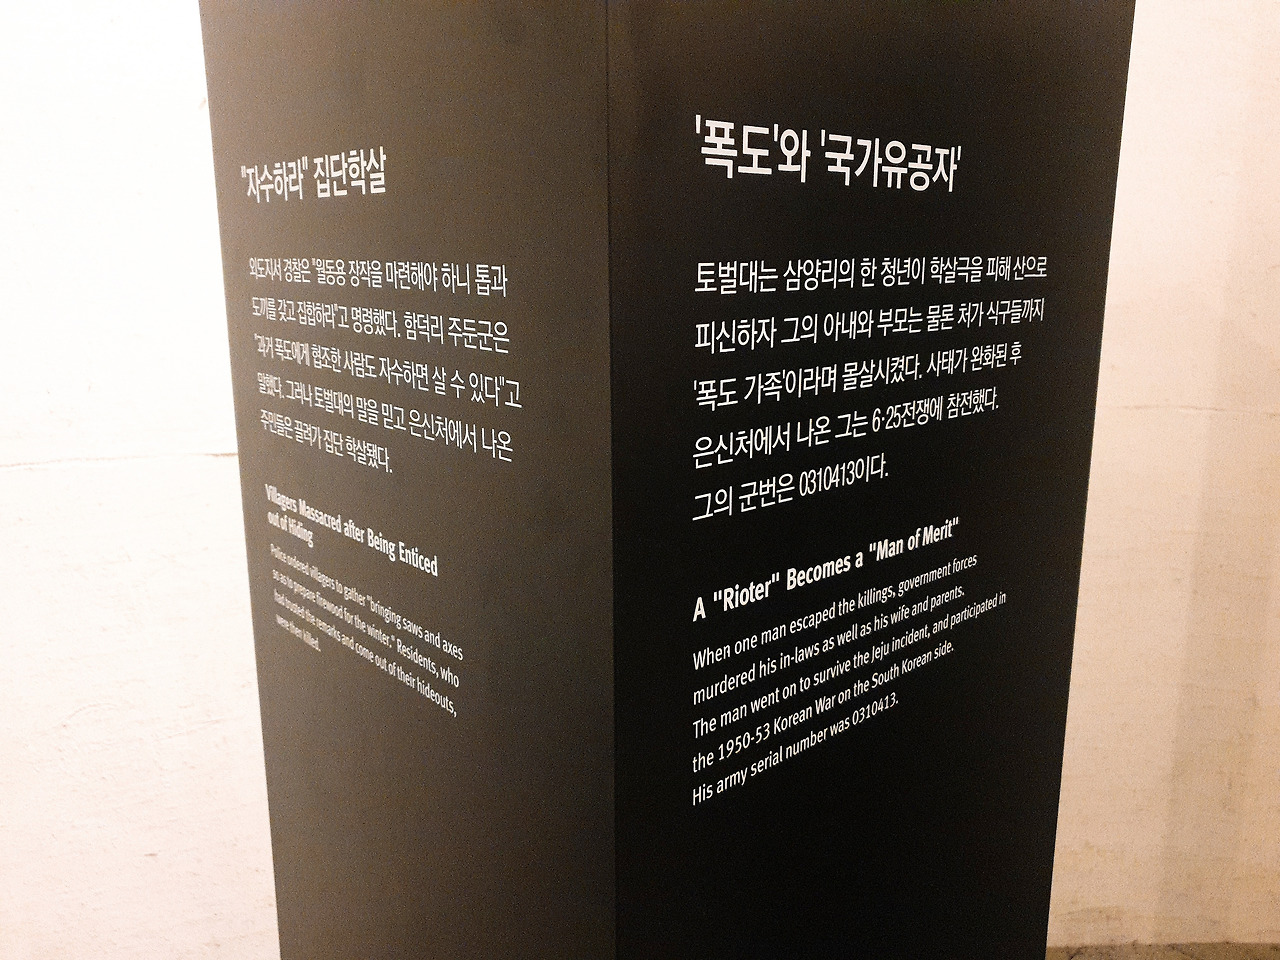 "자수하라" 집단학살
외도지서 경찰은 "월동용 장작을 마련해야 하니 톱과
도끼를 갖고 집합하라"고 명령했다. 함덕리 주둔군은
"과거 폭도에게 협조한 사람도 자수하면 살 수 있다"고
말했다. 그러나 토벌대의 말을 믿고 은신처에서 나온
주민들은 끌려가 집단 학살됐다.
Villagers Massacred after Being Enticed
out of Hiding
Police ordered villagers to gather "bringing saws and axes
so as to prepare firewood for the winter." Residents, who
had trusted the remarks and come out of their hideouts,
were then killed.
'폭도'와 '국가유공자'
토벌대는 삼양리의 한 청년이 학살극을 피해 산으로
피신하자 그의 아내와 부모는 물론 처가 식구들까지
'폭도 가족'이라며 몰살시켰다. 사태가 완화된 후
은신처에서 나온 그는 6·25전쟁에 참전했다.
그의 군번은 0310413이다.
A "Rioter" Becomes a "Man of Merit"
When one man escaped the killings, government forces
murdered his in-laws as well as his wife and parents.
The man went on to survive the Jeju incident, and participated in
the 1950-53 Korean War on the South Korean side.
His army serial number was 0310413.